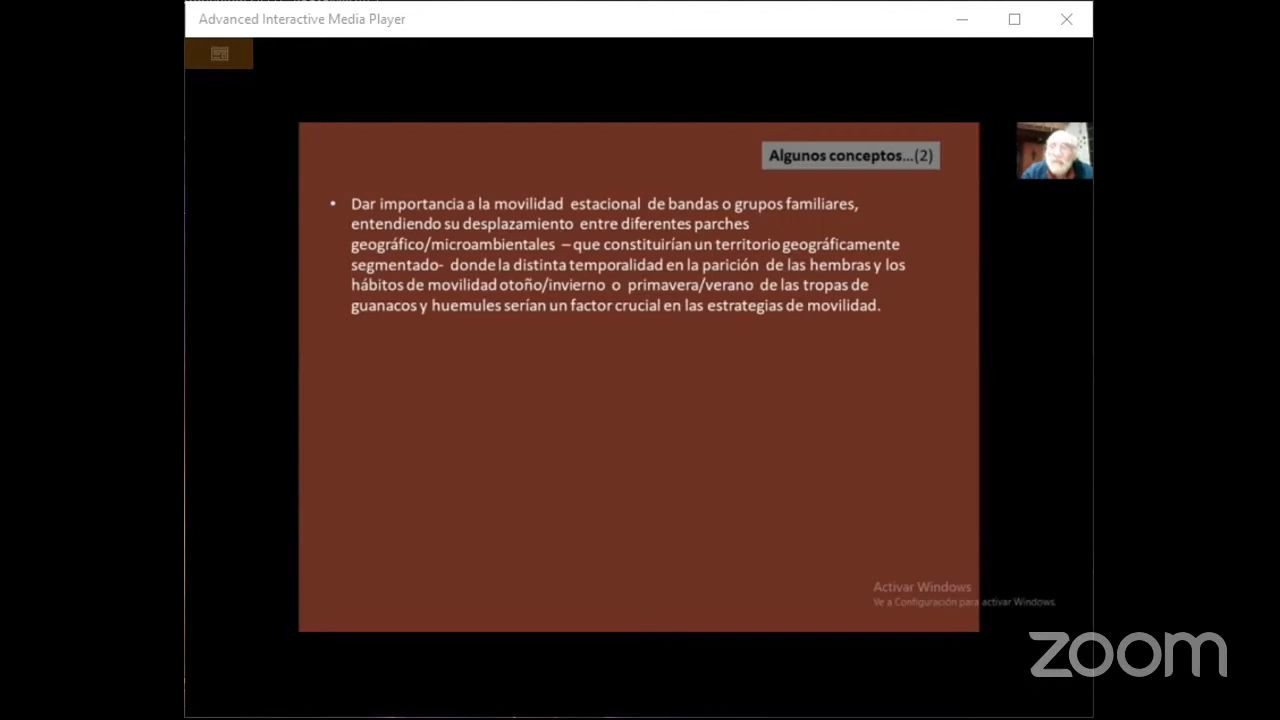 Advanced Interactive Media Player
Algunos conceptos...(2)
• Dar importancia a la movilidad estacional de bandas o grupos familiares,
entendiendo su desplazamiento entre diferentes parches
geográfico/microambientales – que constituirían un territorio geográficamente
segmentado- donde la distinta temporalidad en la parición de las hembras y los
hábitos de movilidad otoño/invierno o primavera/verano de las tropas de
guanacos y huemules serían un factor crucial en las estrategias de movilidad.
Activar Windows
Ve a Configuración para activar Windows.
zoom